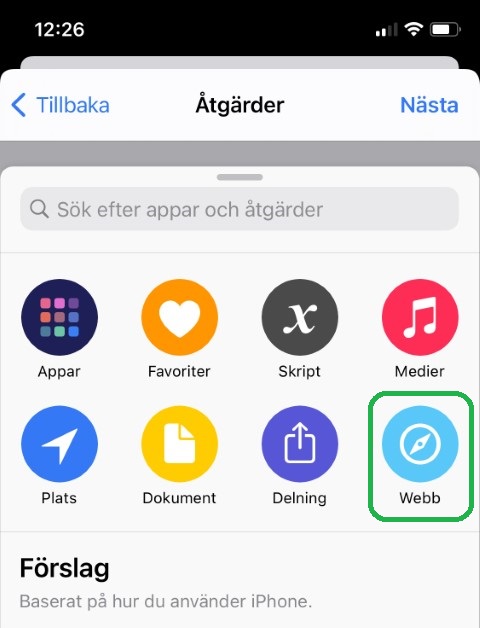 12:26
Tillbaka
Åtgärder
Nästa
Sök efter appar och åtgärder
Appar
Favoriter
Skript
Medier
Plats
Dokument
Delning
Webb
Förslag
Baserat på hur du använder iPhone.